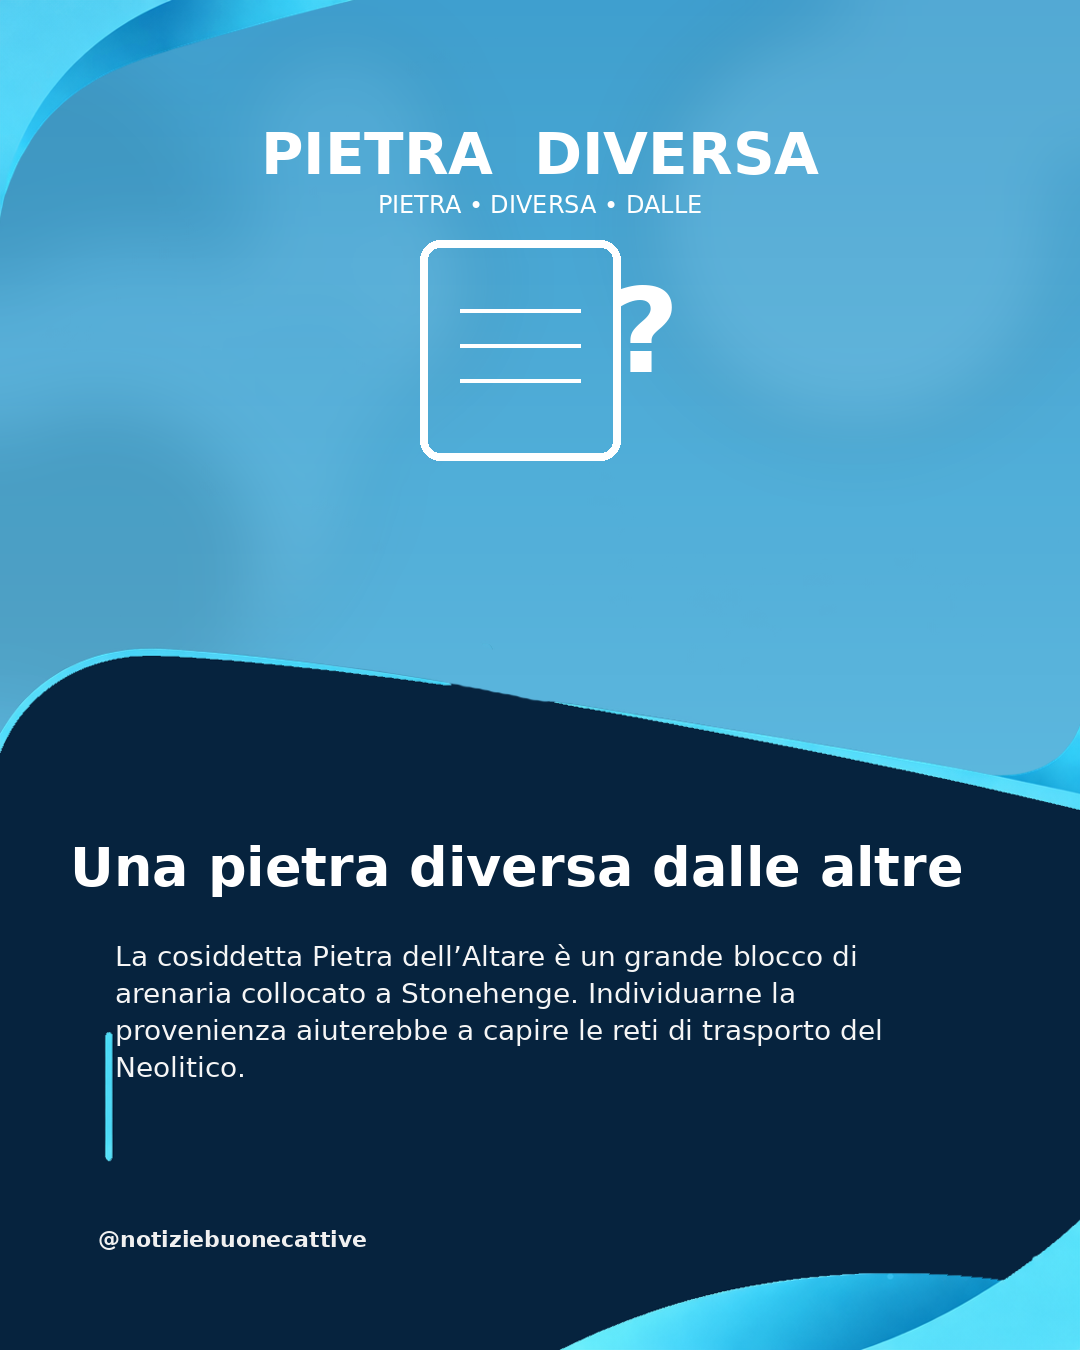 PIETRA DIVERSA
PIETRA • DIVERSA • DALLE
?
Una pietra diversa dalle altre
La cosiddetta Pietra dell’Altare è un grande blocco di
arenaria collocato a Stonehenge. Individuarne la
provenienza aiuterebbe a capire le reti di trasporto del
Neolitico.
@notiziebuonecattive